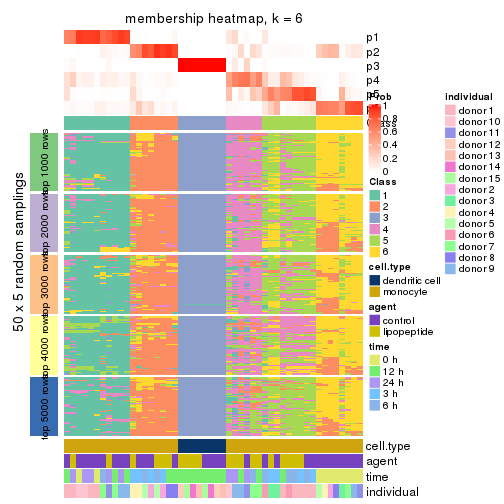 membership heatmap, k = 6
p1
p2
p3
p4
p5
Class
cell.type
agent
time
individual
50 x 5 random samplings
top 1000 rows
top 2000 rows
top 3000 rows
top 4000 rows
top 5000 rows
Prob
1
0.8
0.6
0.4
0.2
0
Class
1
2
3
4
5
6
cell.type
dendritic cell
monocyte
agent
control
lipopeptide
time
0 h
12 h
24 h
3 h
6 h
individual
donor 1
donor 10
donor 11
donor 12
donor 13
donor 14
donor 15
donor 2
donor 3
donor 4
donor 5
donor 6
donor 7
donor 8
donor 9